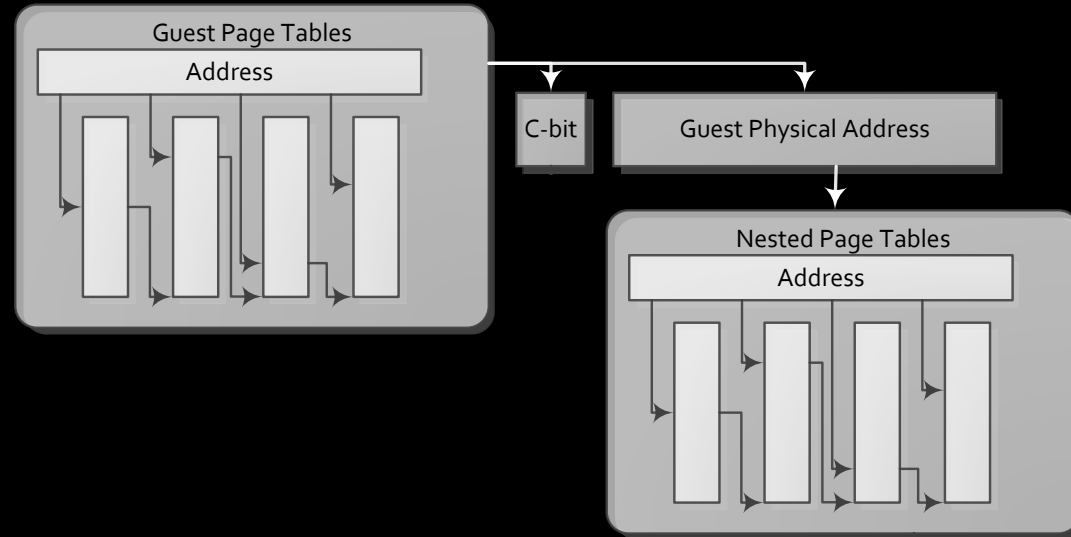 Guest Page Tables
Address
C-bit
Guest Physical Address
Nested Page Tables
Address